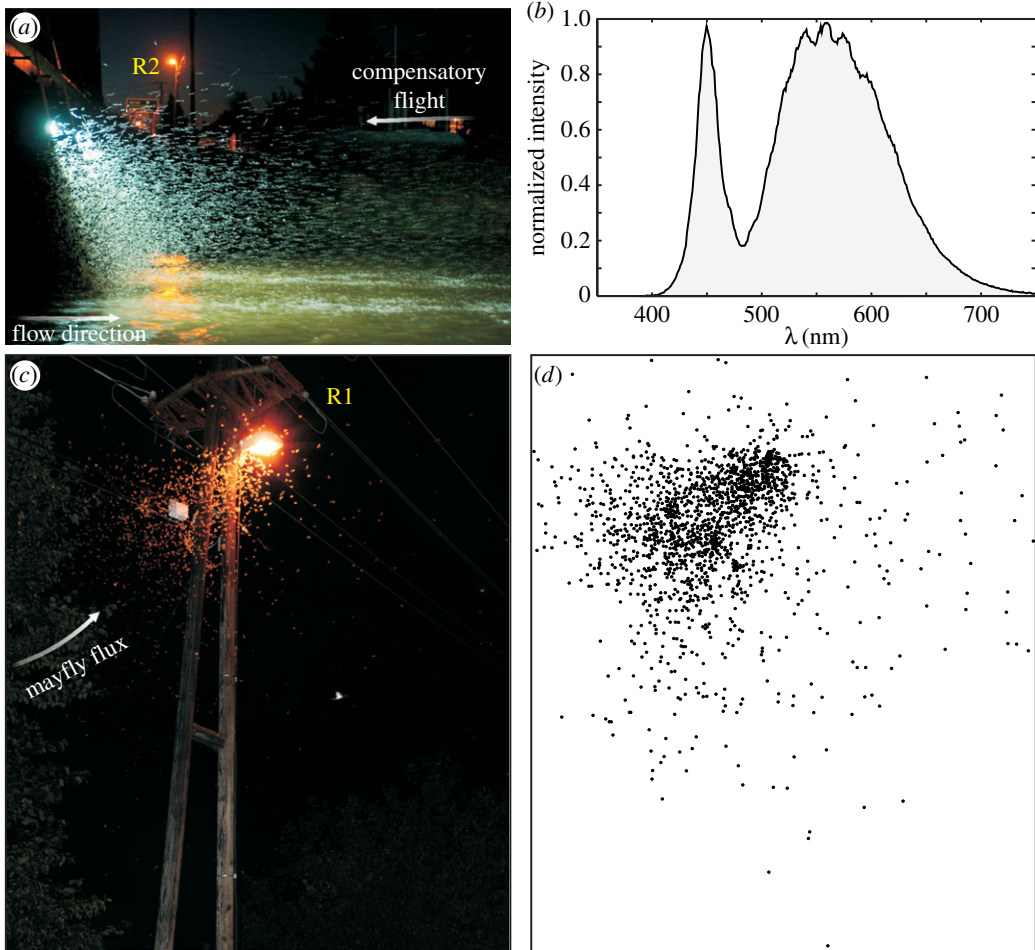 (a)
R2
compensatory
flight
flow direction
(b)
normalized intensity
1.0
0.8
0.6
0.4
0.2
0
400
500
600
700
λ (nm)
(c)
R1
mayfly flux
(d)